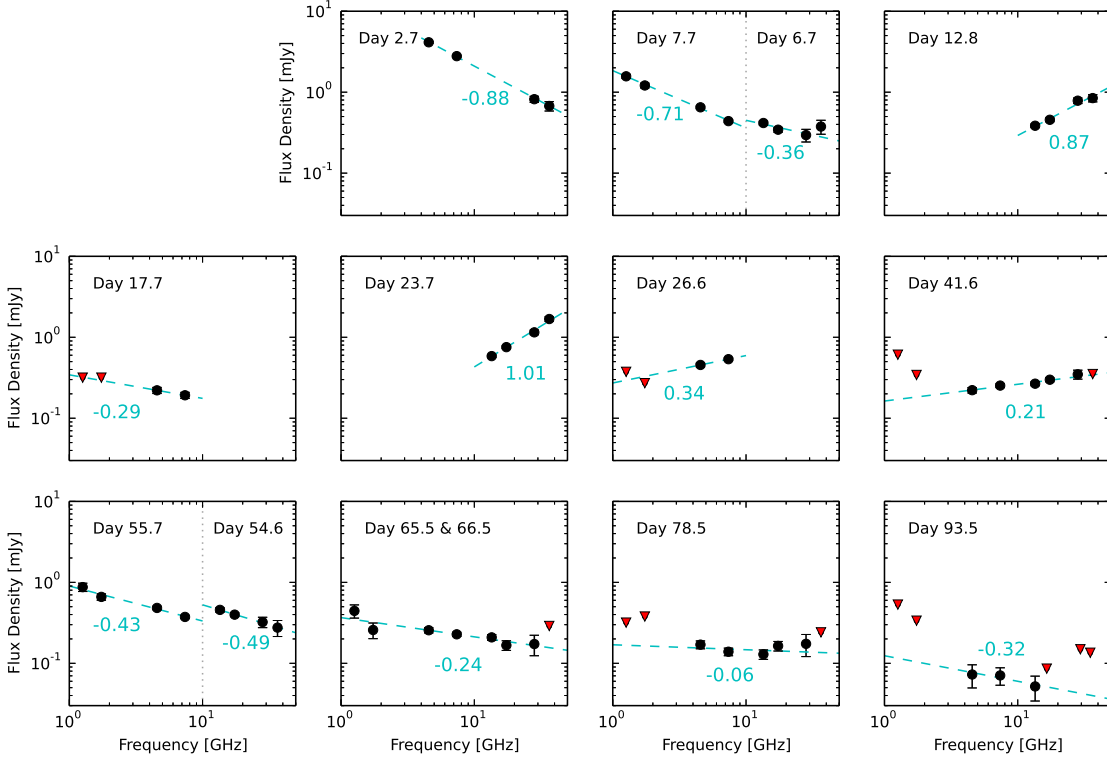 10^1
10^0
10^-1
Flux Density [mJy]
Day 2.7
-0.88
Day 7.7
Day 6.7
-0.71
-0.36
Day 12.8
0.87
10^1
10^0
10^-1
Flux Density [mJy]
Day 17.7
-0.29
Day 23.7
1.01
Day 26.6
0.34
Day 41.6
0.21
10^1
10^0
10^-1
Flux Density [mJy]
Day 55.7
Day 54.6
-0.43
-0.49
Day 65.5 & 66.5
-0.24
Day 78.5
-0.06
Day 93.5
-0.32
10^0
10^1
10^0
10^1
10^0
10^1
10^0
10^1
Frequency [GHz]
Frequency [GHz]
Frequency [GHz]
Frequency [GHz]